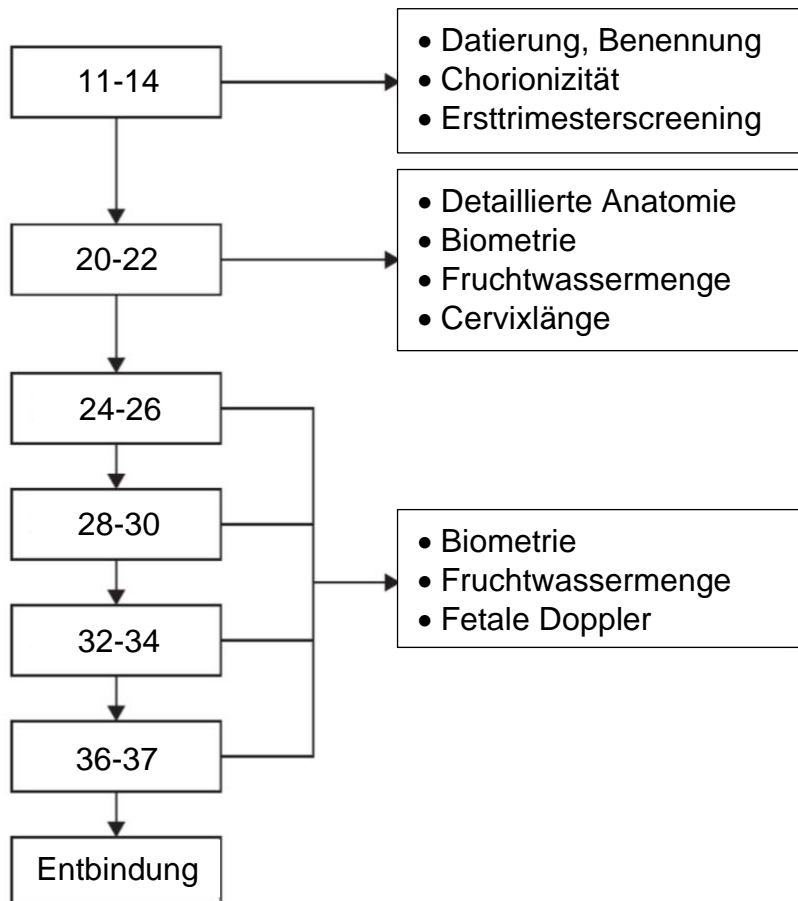 11-14
• Datierung, Benennung
• Chorionizität
• Ersttrimesterscreening
20-22
• Detaillierte Anatomie
• Biometrie
• Fruchtwassermenge
• Cervixlänge
24-26
28-30
32-34
36-37
• Biometrie
• Fruchtwassermenge
• Fetale Doppler
Entbindung